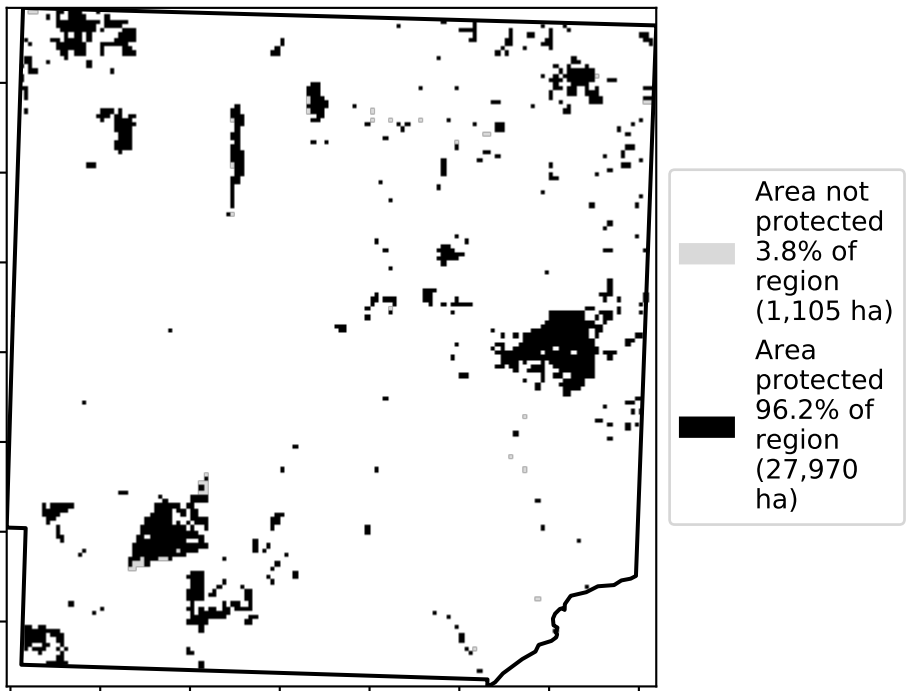 Area not
protected
3.8% of
region
(1,105 ha)
Area
protected
96.2% of
region
(27,970
ha)